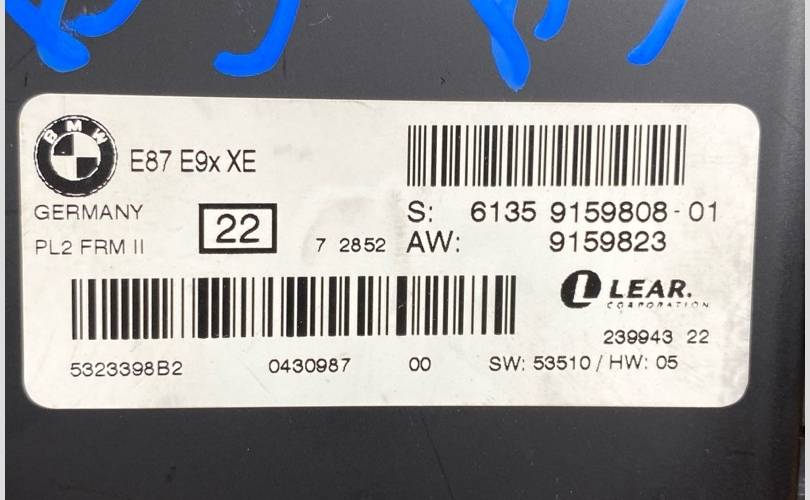 BMW
E87 E9x XE
GERMANY
PL2 FRM II
22
7 2852
S: 6135 9159808-01
AW: 9159823
LEAR.
CORPORATION
239943 22
5323398B2 0430987 00 SW: 53510 / HW: 05